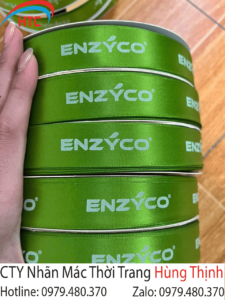 HTC
ENZYCO®
ENZYCO®
ENZYCO®
ENZYCO®
ENZYCO®
CTY Nhãn Mác Thời Trang Hùng Thịnh
Hotline: 0979.480.370 Zalo: 0979.480.370